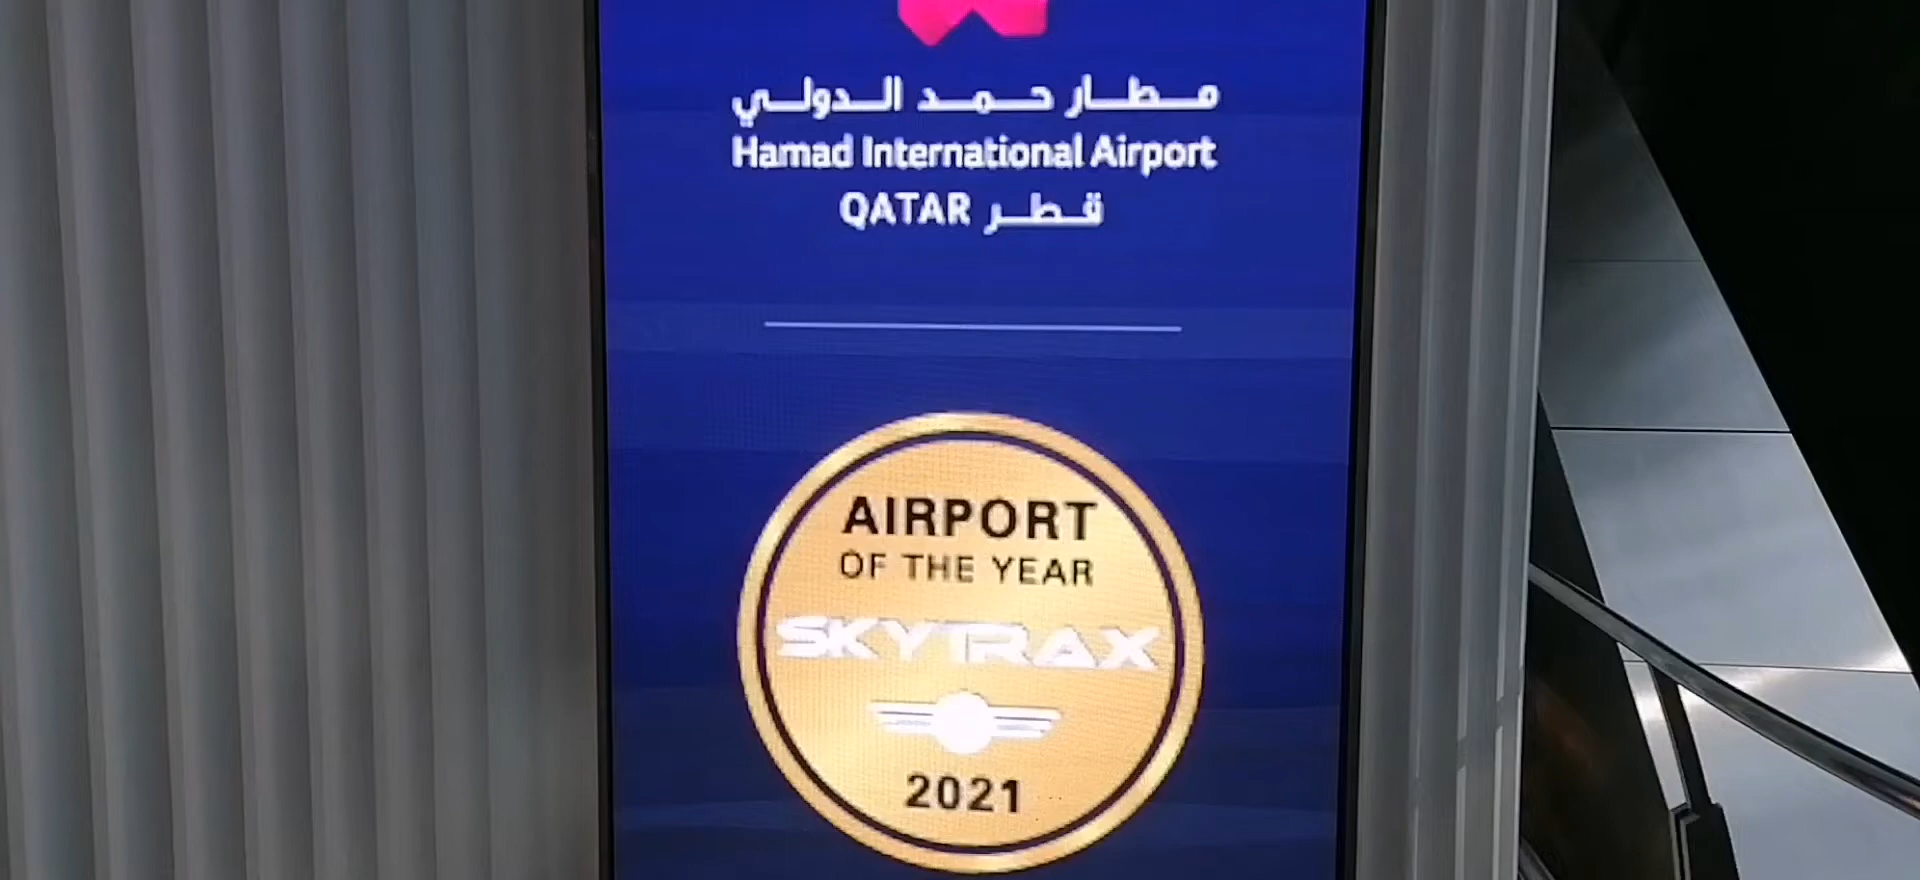 مطار حمد الدولي
Hamad International Airport
QATAR قطر
AIRPORT
OF THE YEAR
SKYTRAX
2021